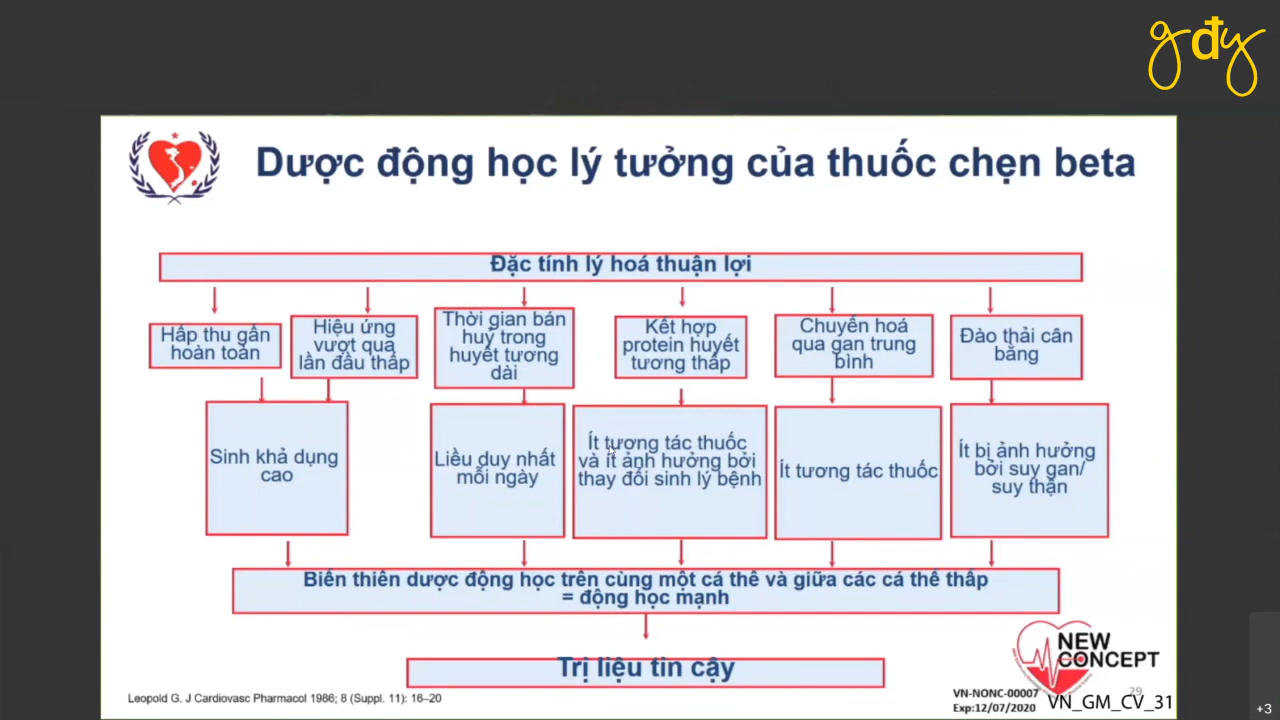 gđy
Dược động học lý tưởng của thuốc chẹn beta
Đặc tính lý hoá thuận lợi
Hấp thu gần
hoàn toàn
Hiệu ứng
vượt qua
lần đầu thấp
Thời gian bán
huỷ trong
huyết tương
dài
Kết hợp
protein huyết
tương thấp
Chuyển hoá
qua gan trung
bình
Đào thải cân
bằng
Sinh khả dụng
cao
Liều duy nhất
mỗi ngày
Ít tương tác thuốc
và ít ảnh hưởng bởi
thay đổi sinh lý bệnh
Ít tương tác thuốc
Ít bị ảnh hưởng
bởi suy gan/
suy thận
Biến thiên dược động học trên cùng một cá thể và giữa các cá thể thấp
= động học mạnh
Trị liệu tin cậy
NEW
CONCEPT
Leopold G. J Cardiovasc Pharmacol 1986; 8 (Suppl. 11): 16–20
VN-NONC-00007
Exp:12/07/2020
29
VN_GM_CV_31
+3